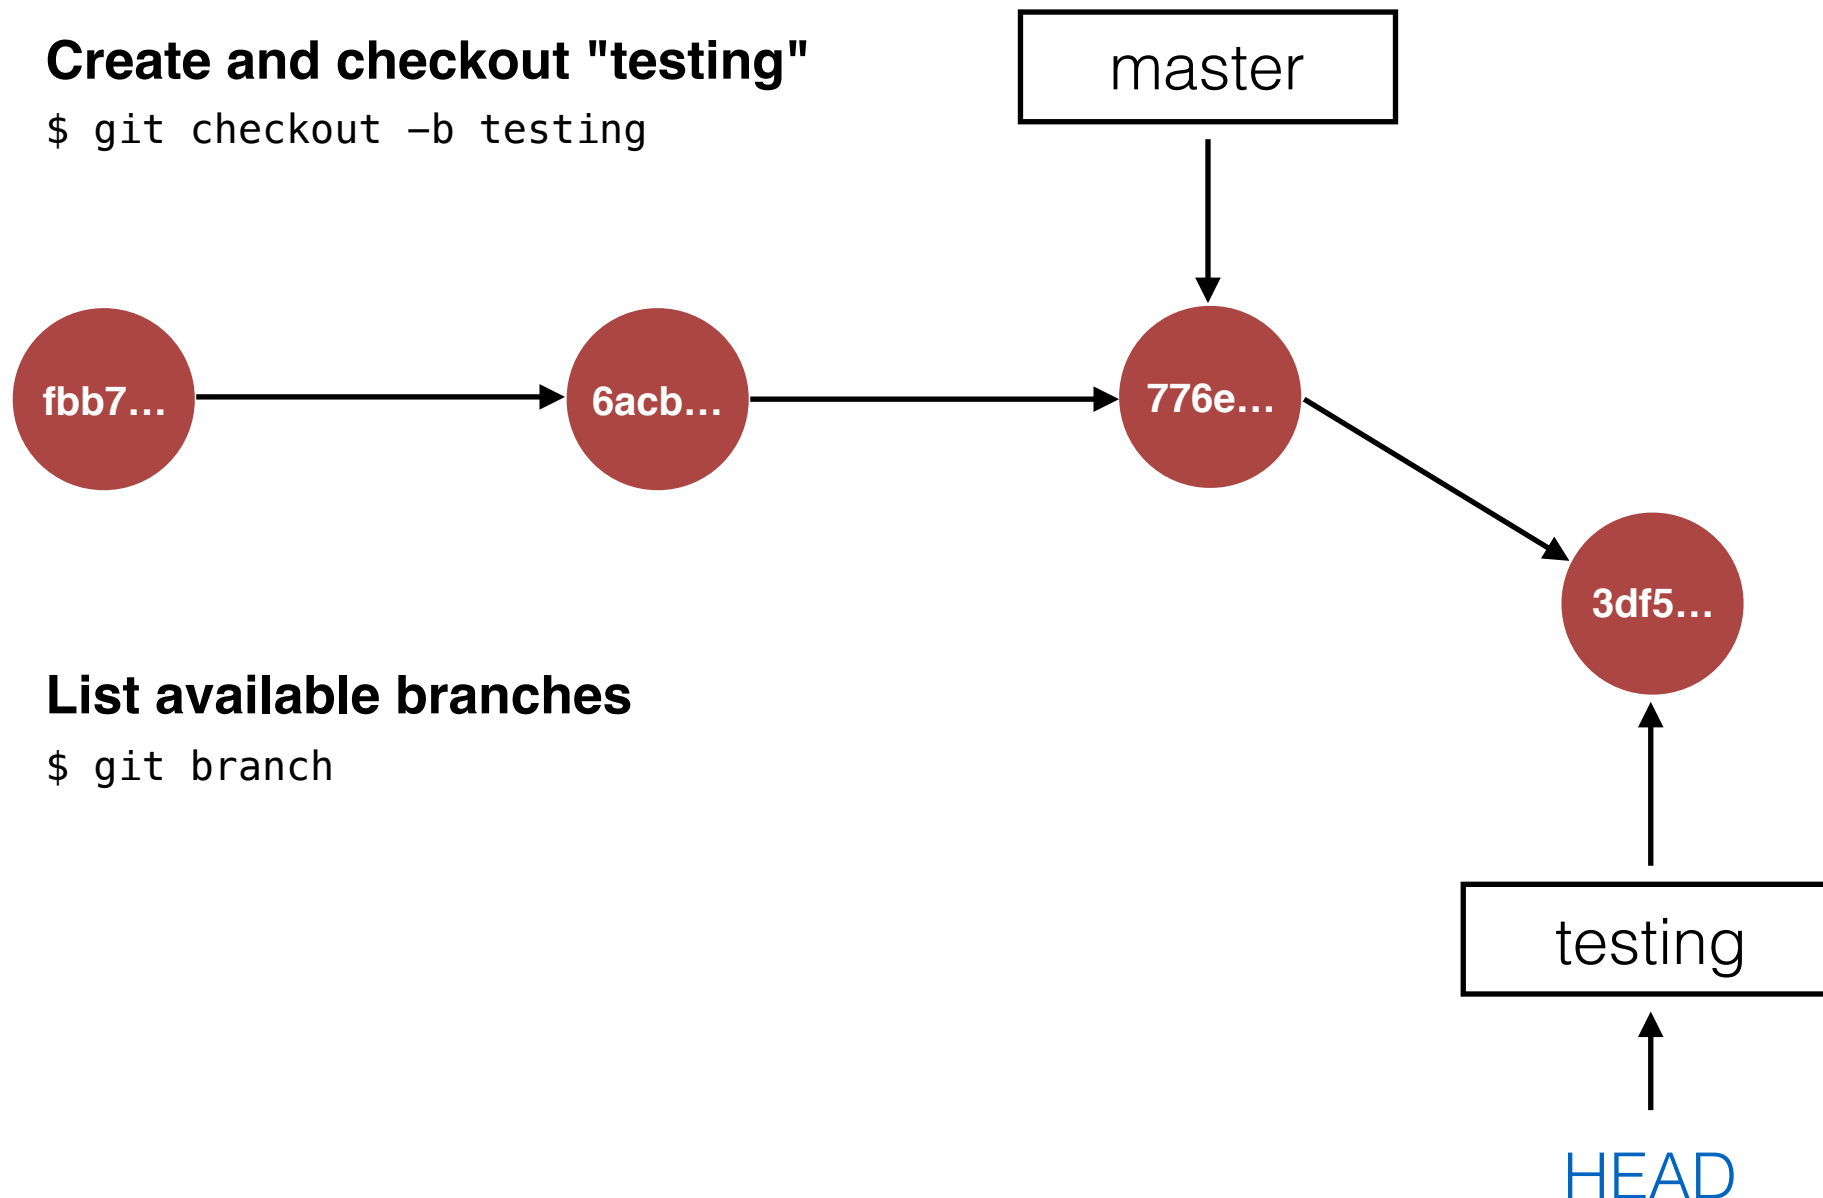 Create and checkout "testing"
$ git checkout –b testing
master
fbb7...
6acb...
776e...
3df5...
List available branches
$ git branch
testing
HEAD